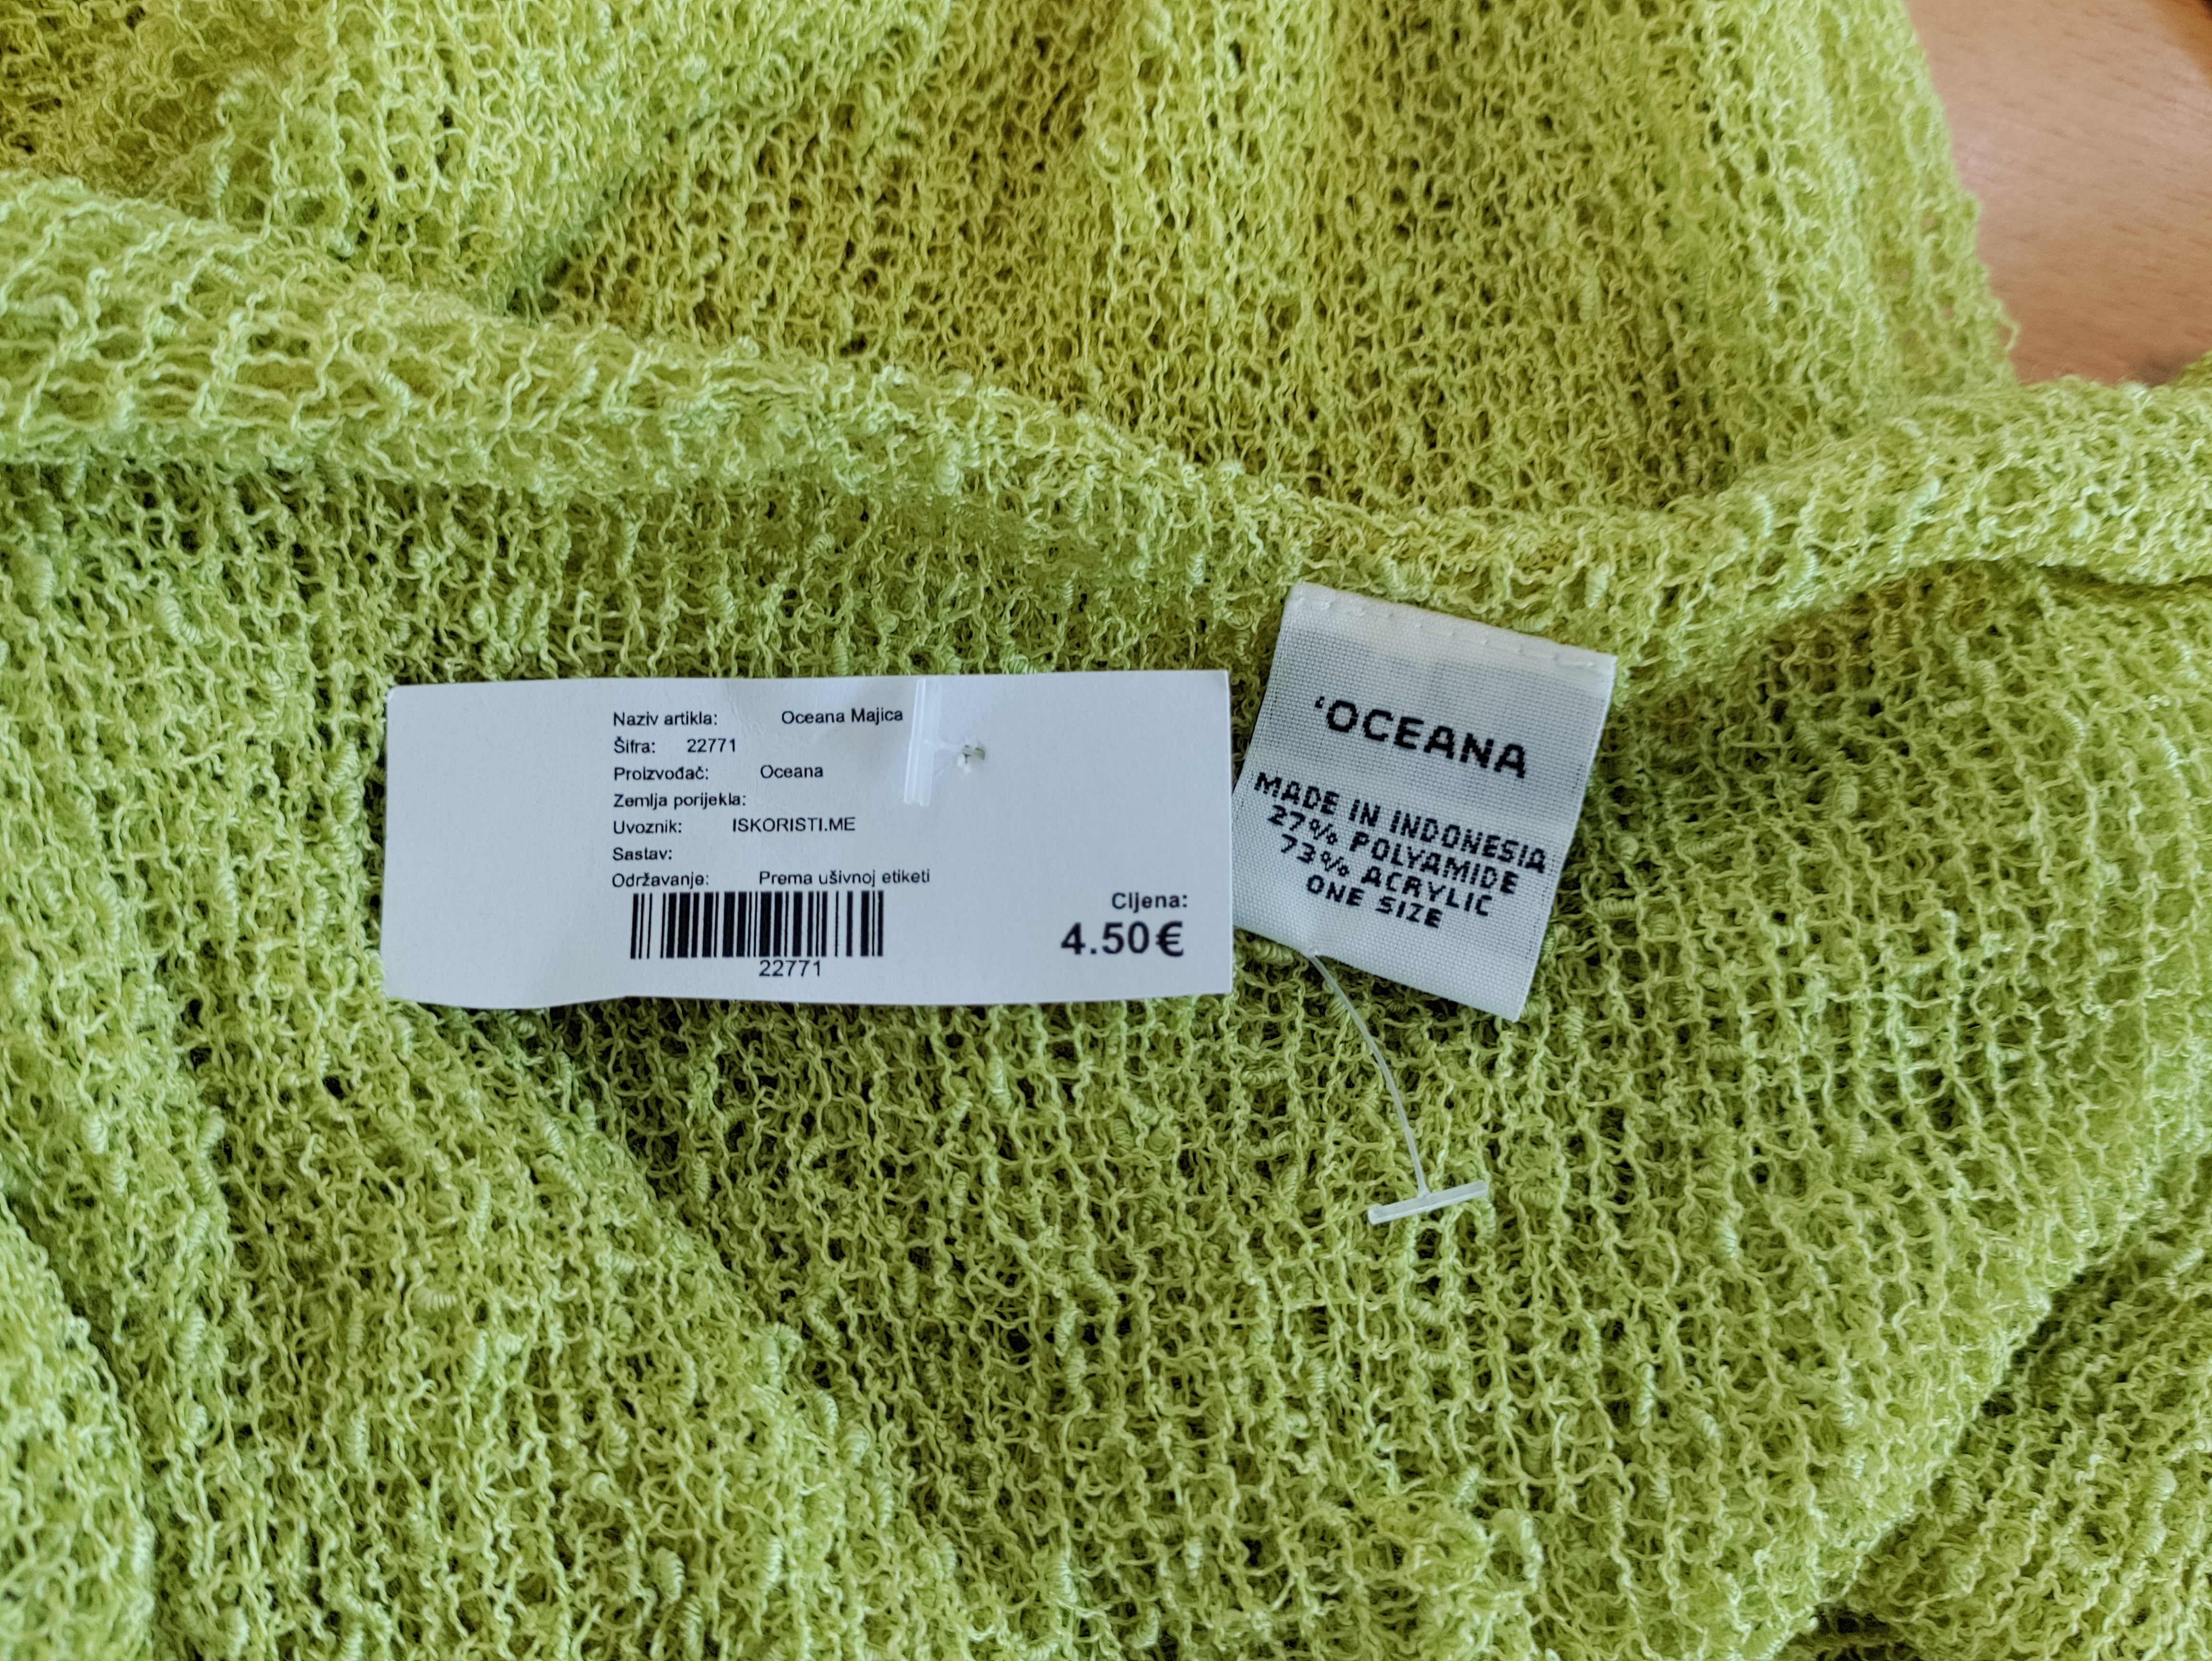 Naziv artikla: Oceana Majica
Šifra: 22771
Proizvođač: Oceana
Zemlja porijekla:
Uvoznik: ISKORISTI.ME
Sastav:
Održavanje: Prema ušivnoj etiketi
22771
Cijena:
4.50€
'OCEANA
MADE IN INDONESIA
27% POLYAMIDE
73% ACRYLIC
ONE SIZE